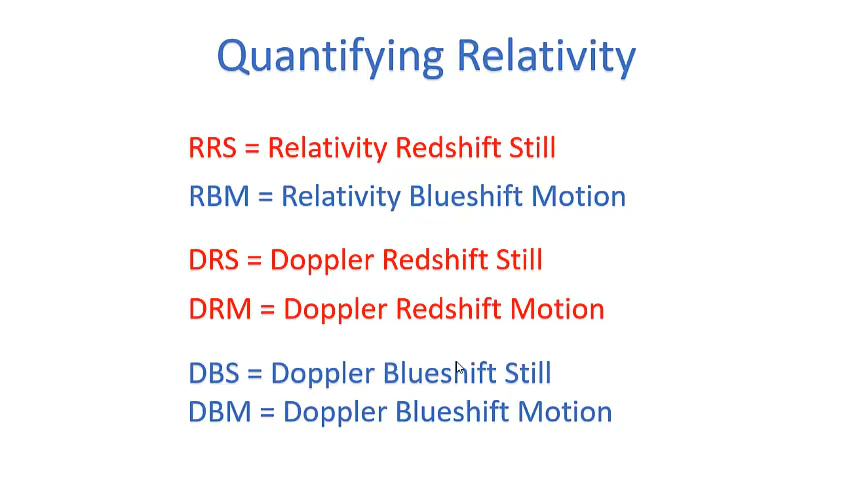 Quantifying Relativity
RRS = Relativity Redshift Still
RBM = Relativity Blueshift Motion
DRS = Doppler Redshift Still
DRM = Doppler Redshift Motion
DBS = Doppler Blueshift Still
DBM = Doppler Blueshift Motion